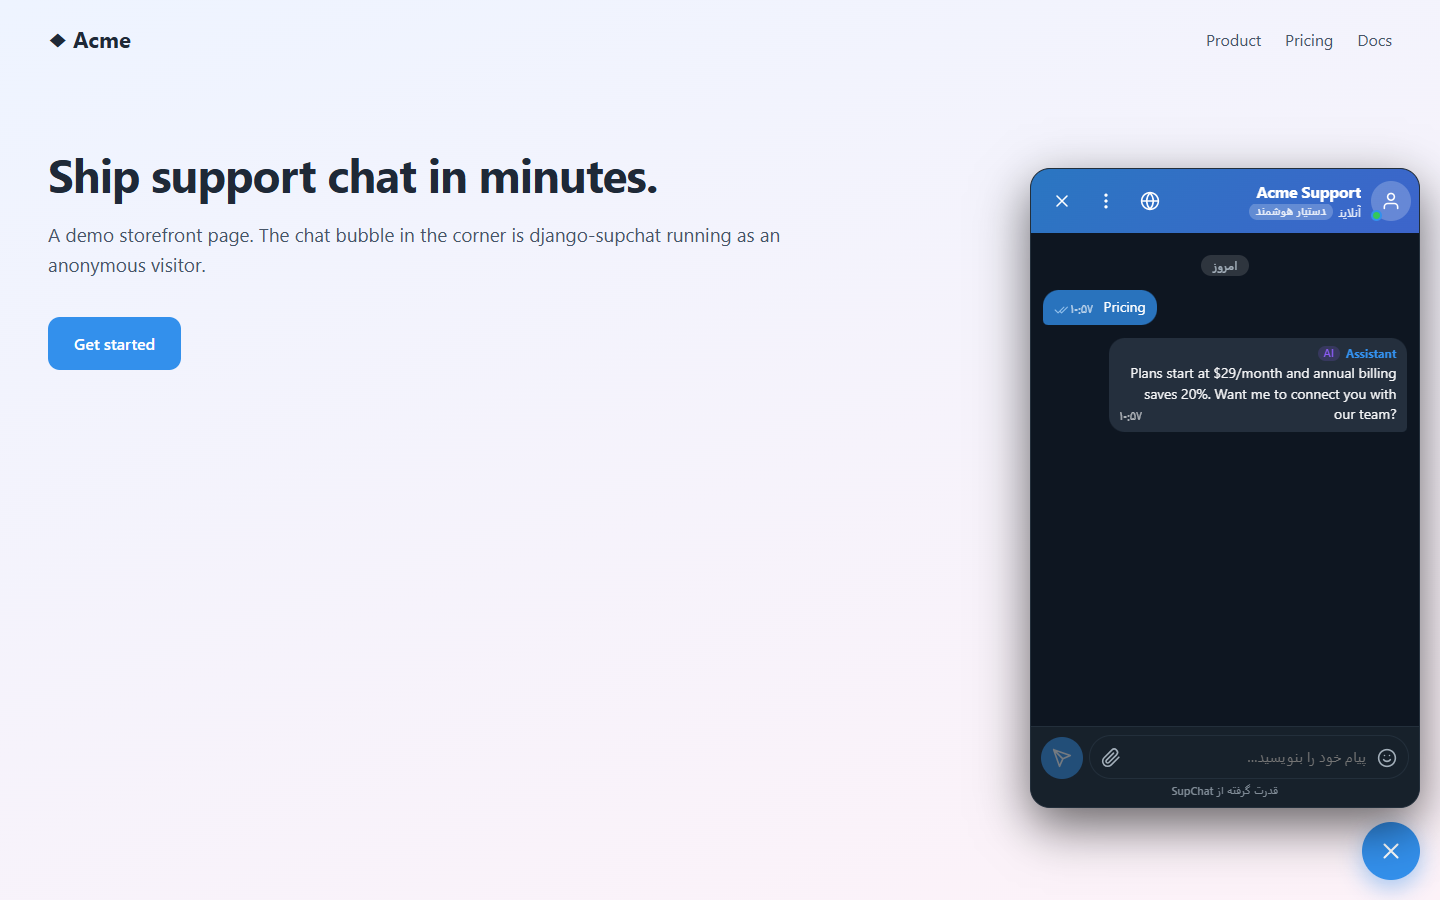 Acme
Product Pricing Docs
Ship support chat in minutes.
A demo storefront page. The chat bubble in the corner is django-supchat running as an
anonymous visitor.
Get started
Acme Support
آنلاین دستیار هوشمند
امروز
Pricing ۱۰:۵۷
Assistant AI
Plans start at $29/month and annual billing
saves 20%. Want me to connect you with
our team? ۱۰:۵۷
پیام خود را بنویسید...
قدرت گرفته از SupChat